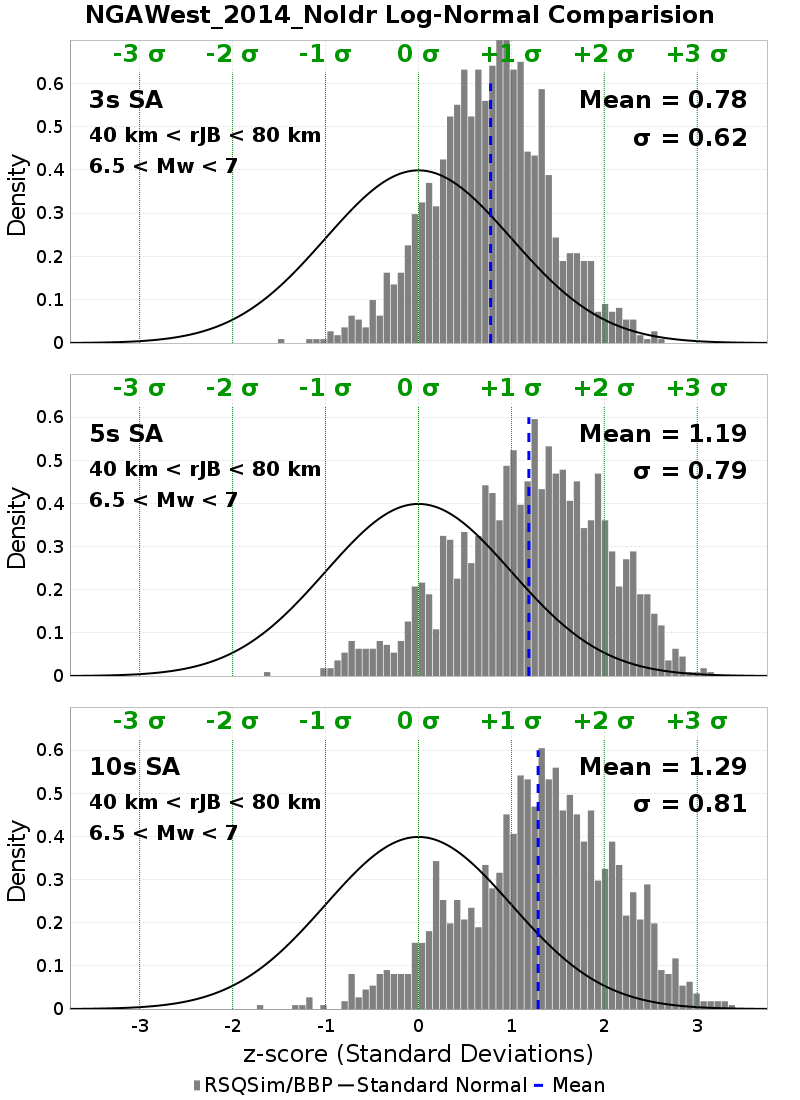 NGAWest_2014_NoIdr Log-Normal Comparision
-3 σ -2 σ -1 σ 0 σ +1 σ +2 σ +3 σ
3s SA
40 km < rJB < 80 km
6.5 < Mw < 7
Mean = 0.78
σ = 0.62
Density
0.6
0.5
0.4
0.3
0.2
0.1
0
-3 σ -2 σ -1 σ 0 σ +1 σ +2 σ +3 σ
5s SA
40 km < rJB < 80 km
6.5 < Mw < 7
Mean = 1.19
σ = 0.79
Density
0.6
0.5
0.4
0.3
0.2
0.1
0
-3 σ -2 σ -1 σ 0 σ +1 σ +2 σ +3 σ
10s SA
40 km < rJB < 80 km
6.5 < Mw < 7
Mean = 1.29
σ = 0.81
Density
0.6
0.5
0.4
0.3
0.2
0.1
0
-3 -2 -1 0 1 2 3
z-score (Standard Deviations)
RSQSim/BBP Standard Normal Mean